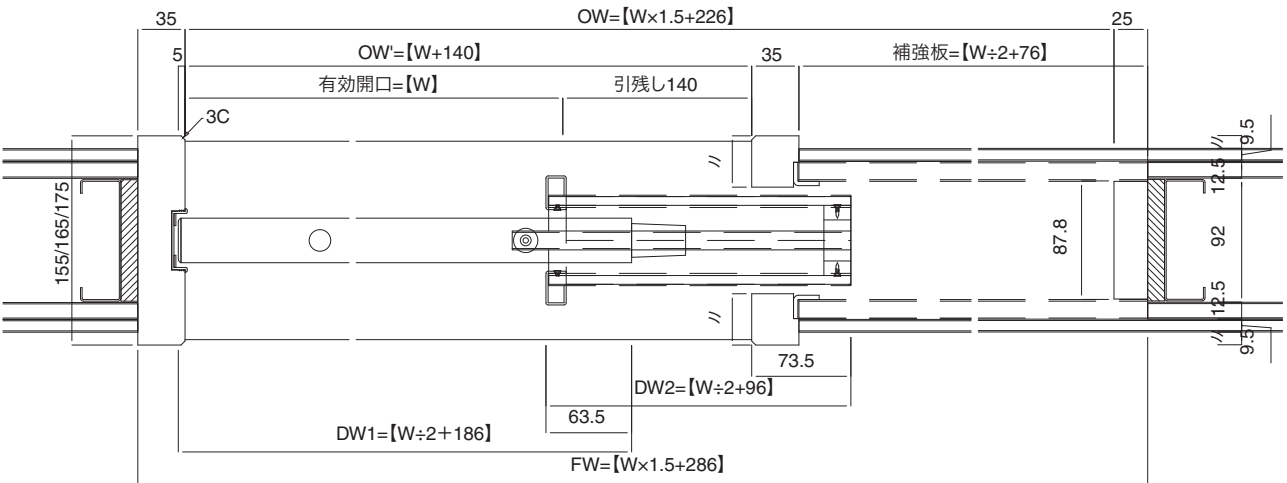 35
OW=【W×1.5+226】
25
5
OW'=【W+140】
35
補強板=【W÷2+76】
有効開口=【W】
引残し140
3C
〃
9.5
12.5
155/165/175
〃
87.8
92
12.5
〃
9.5
〃
73.5
DW2=【W÷2+96】
63.5
DW1=【W÷2+186】
FW=【W×1.5+286】